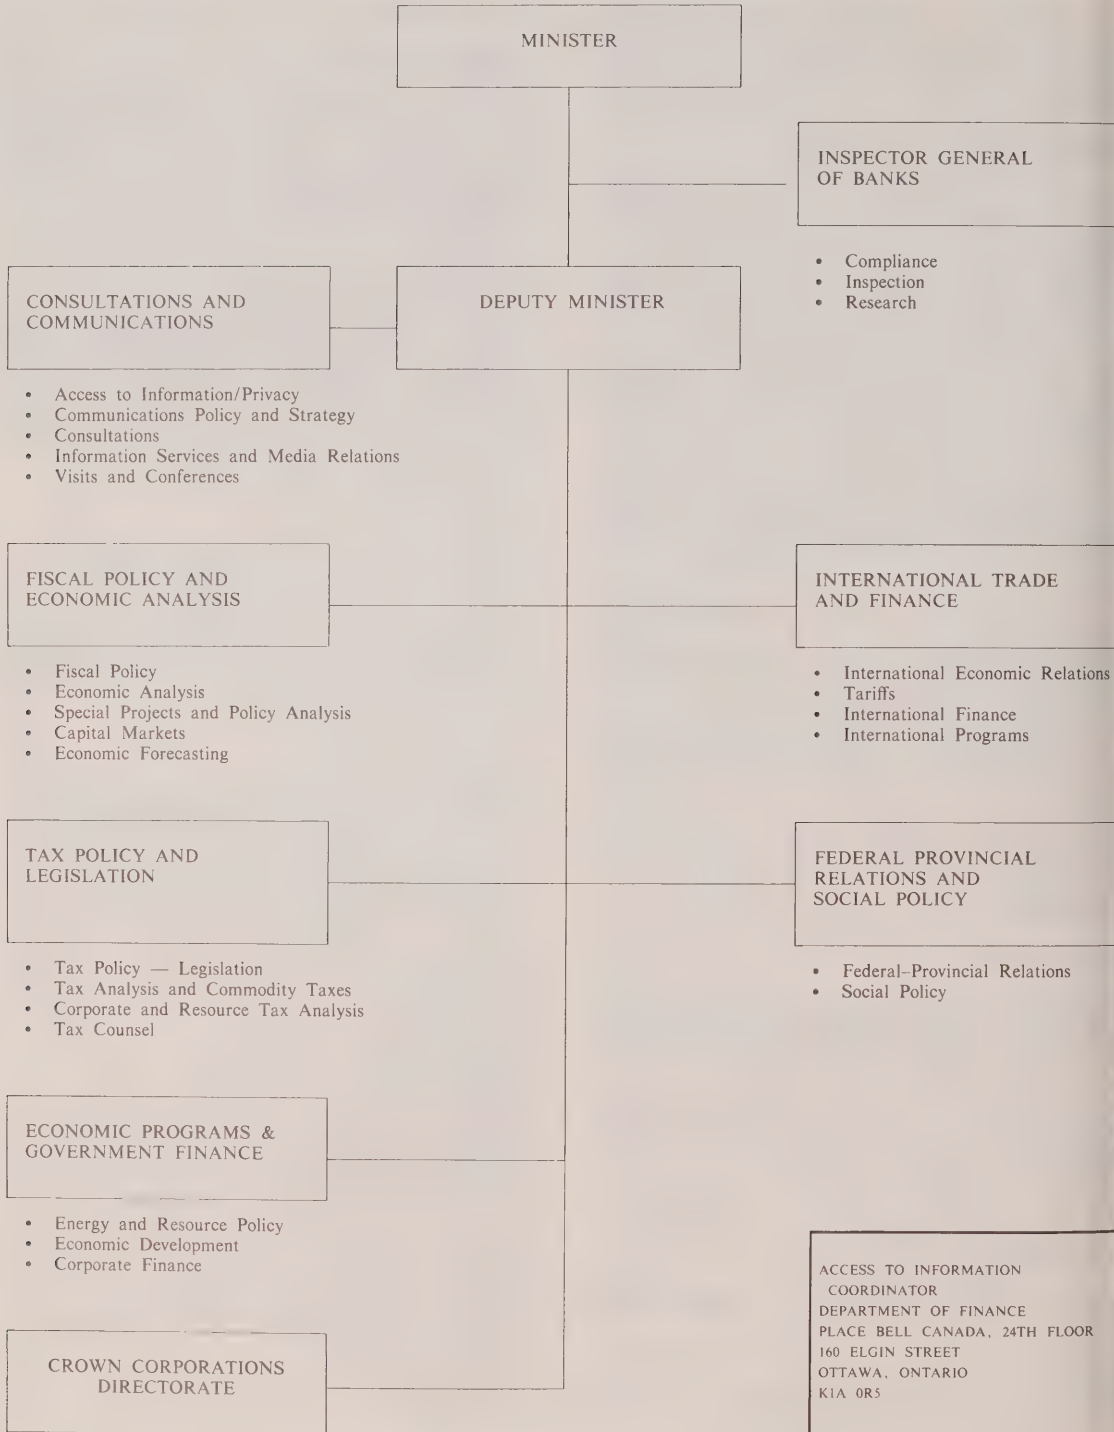 MINISTER
INSPECTOR GENERAL
OF BANKS
• Compliance
• Inspection
• Research
CONSULTATIONS AND
COMMUNICATIONS
DEPUTY MINISTER
• Access to Information/Privacy
• Communications Policy and Strategy
• Consultations
• Information Services and Media Relations
• Visits and Conferences
FISCAL POLICY AND
ECONOMIC ANALYSIS
• Fiscal Policy
• Economic Analysis
• Special Projects and Policy Analysis
• Capital Markets
• Economic Forecasting
INTERNATIONAL TRADE
AND FINANCE
• International Economic Relations
• Tariffs
• International Finance
• International Programs
TAX POLICY AND
LEGISLATION
• Tax Policy — Legislation
• Tax Analysis and Commodity Taxes
• Corporate and Resource Tax Analysis
• Tax Counsel
FEDERAL PROVINCIAL
RELATIONS AND
SOCIAL POLICY
• Federal–Provincial Relations
• Social Policy
ECONOMIC PROGRAMS &
GOVERNMENT FINANCE
• Energy and Resource Policy
• Economic Development
• Corporate Finance
CROWN CORPORATIONS
DIRECTORATE
ACCESS TO INFORMATION
COORDINATOR
DEPARTMENT OF FINANCE
PLACE BELL CANADA, 24TH FLOOR
160 ELGIN STREET
OTTAWA, ONTARIO
K1A 0R5